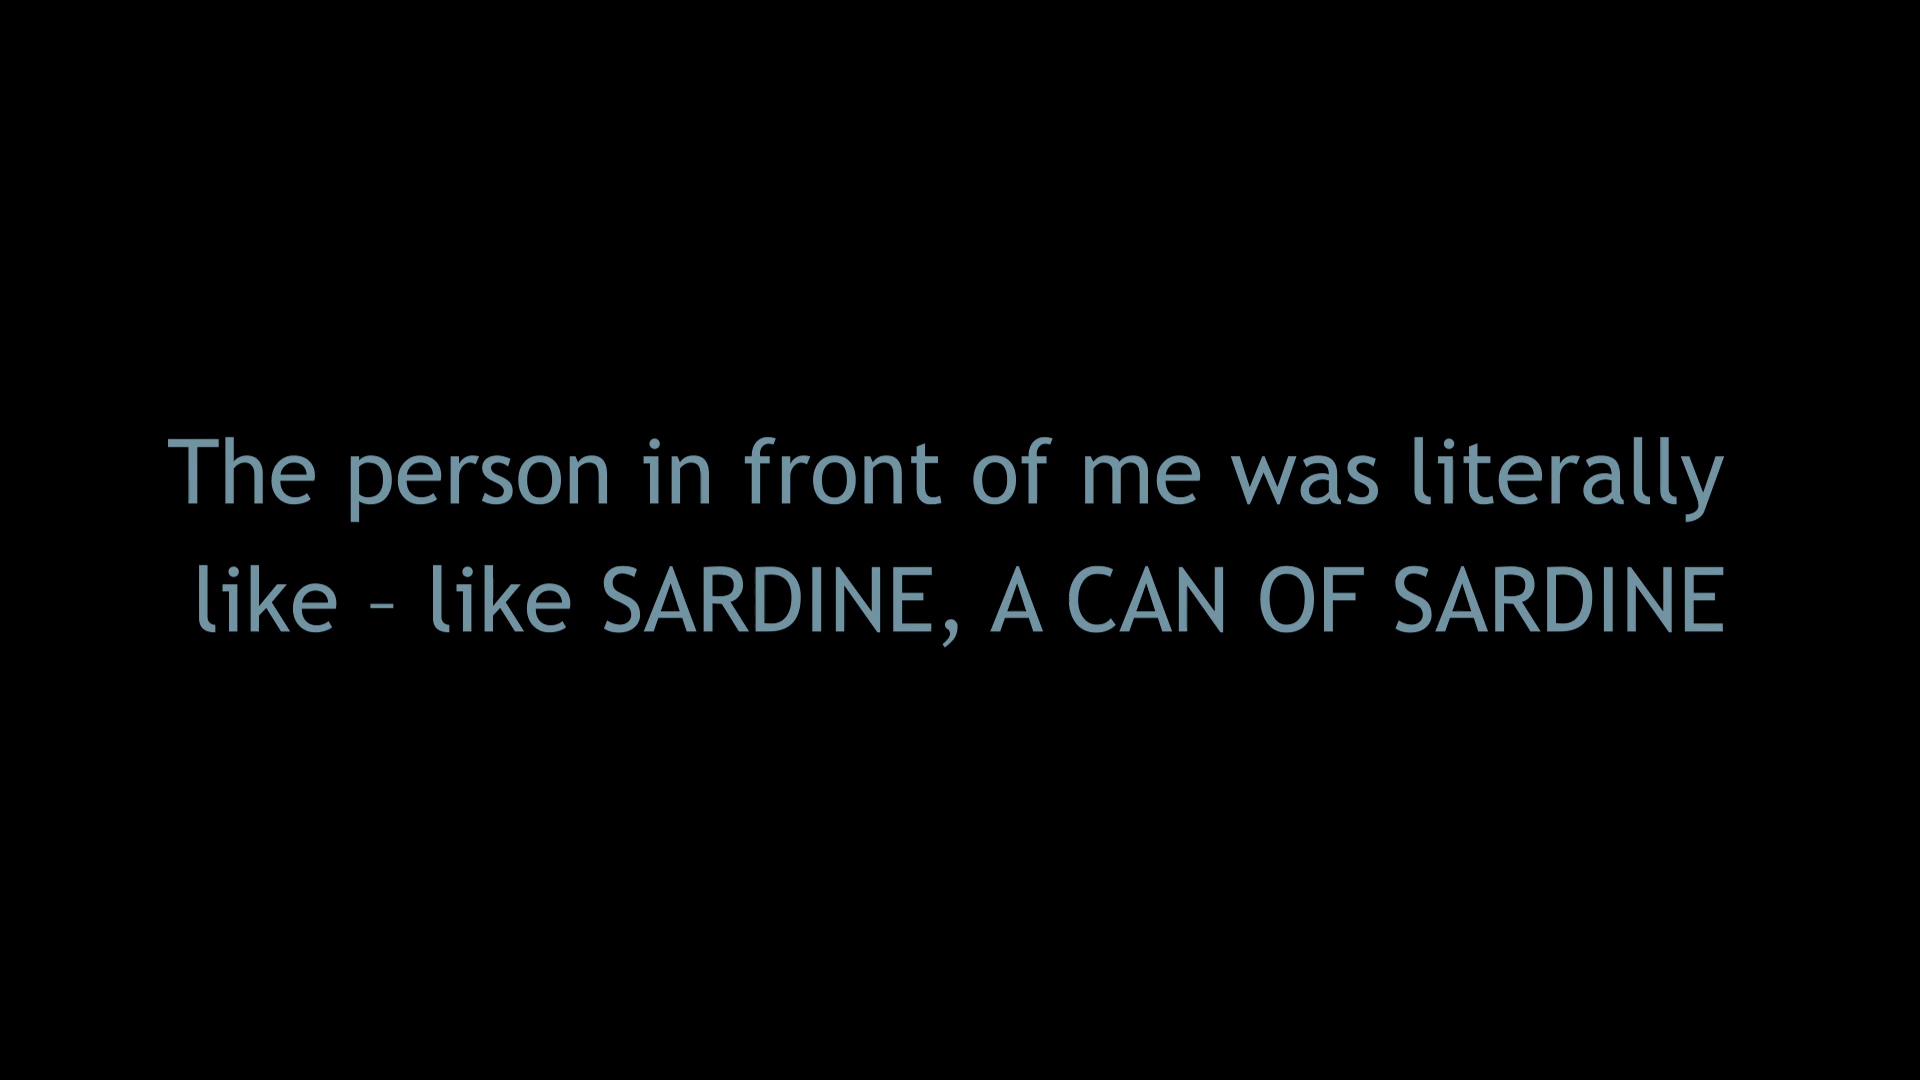 The person in front of me was literally
like – like SARDINE, A CAN OF SARDINE